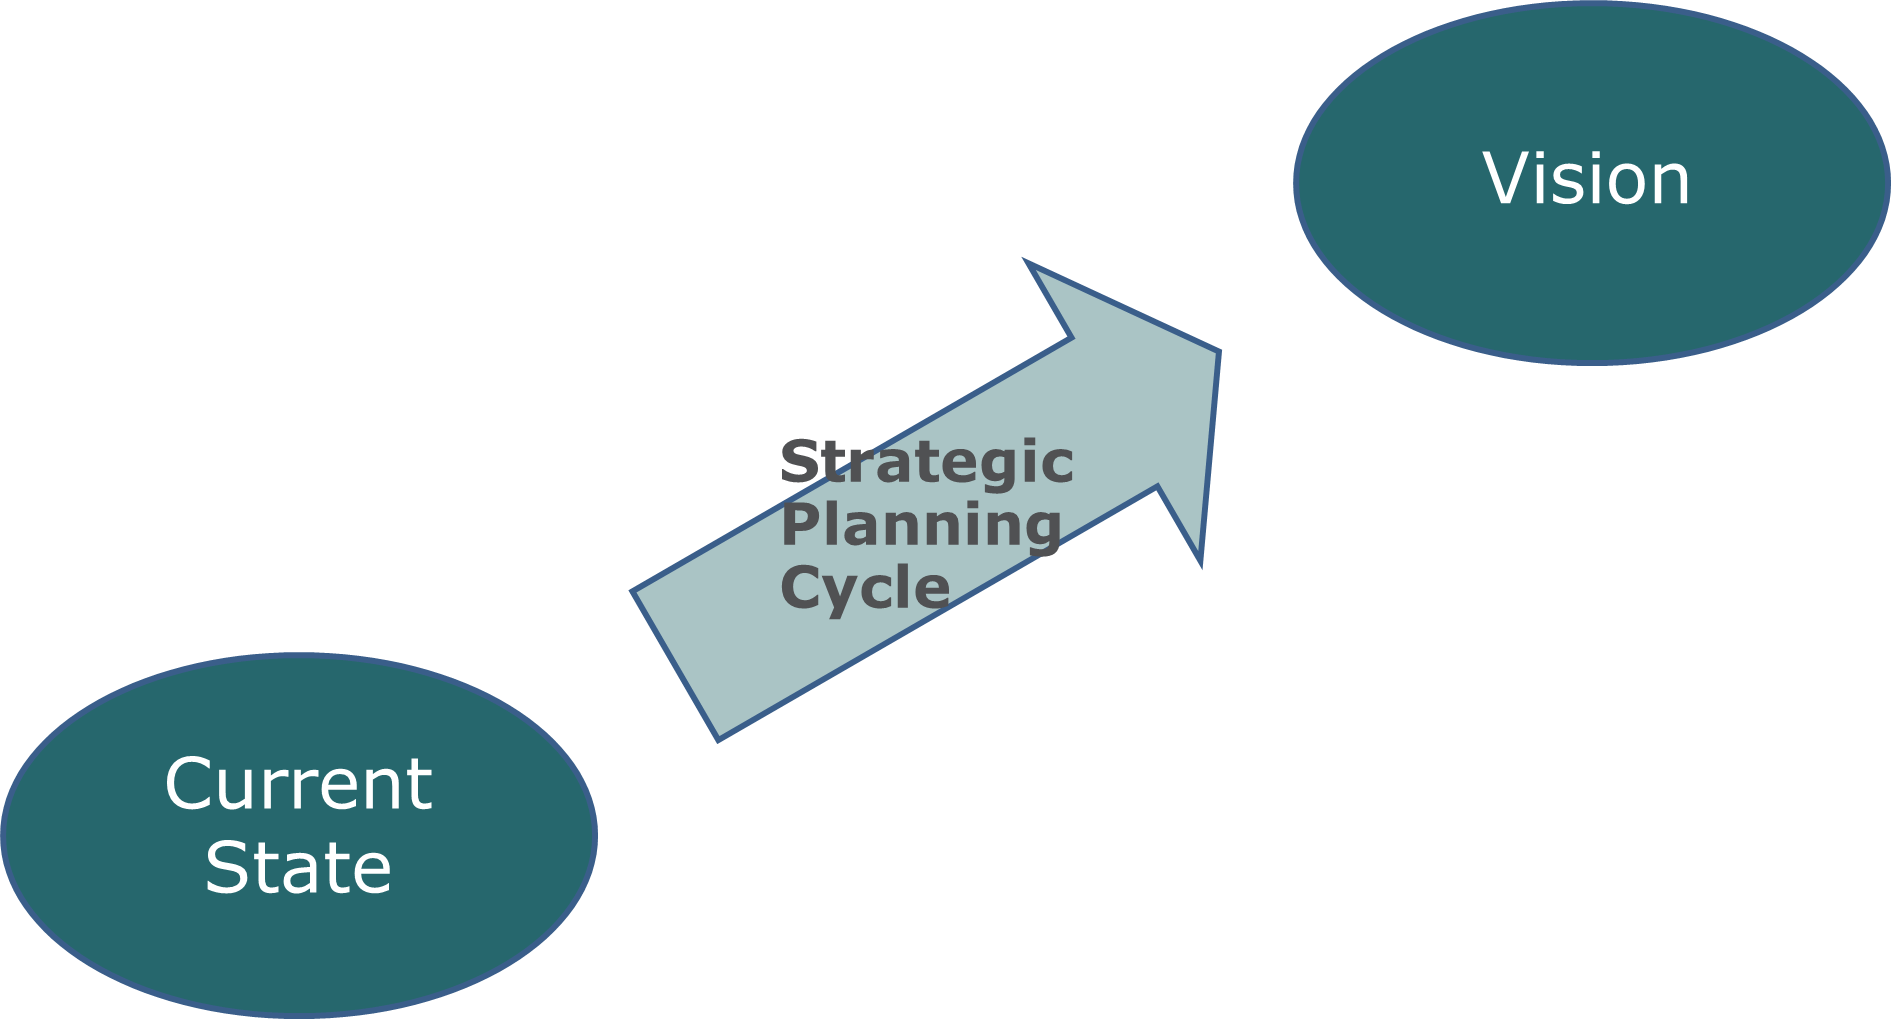 Vision
Strategic
Planning
Cycle
Current
State